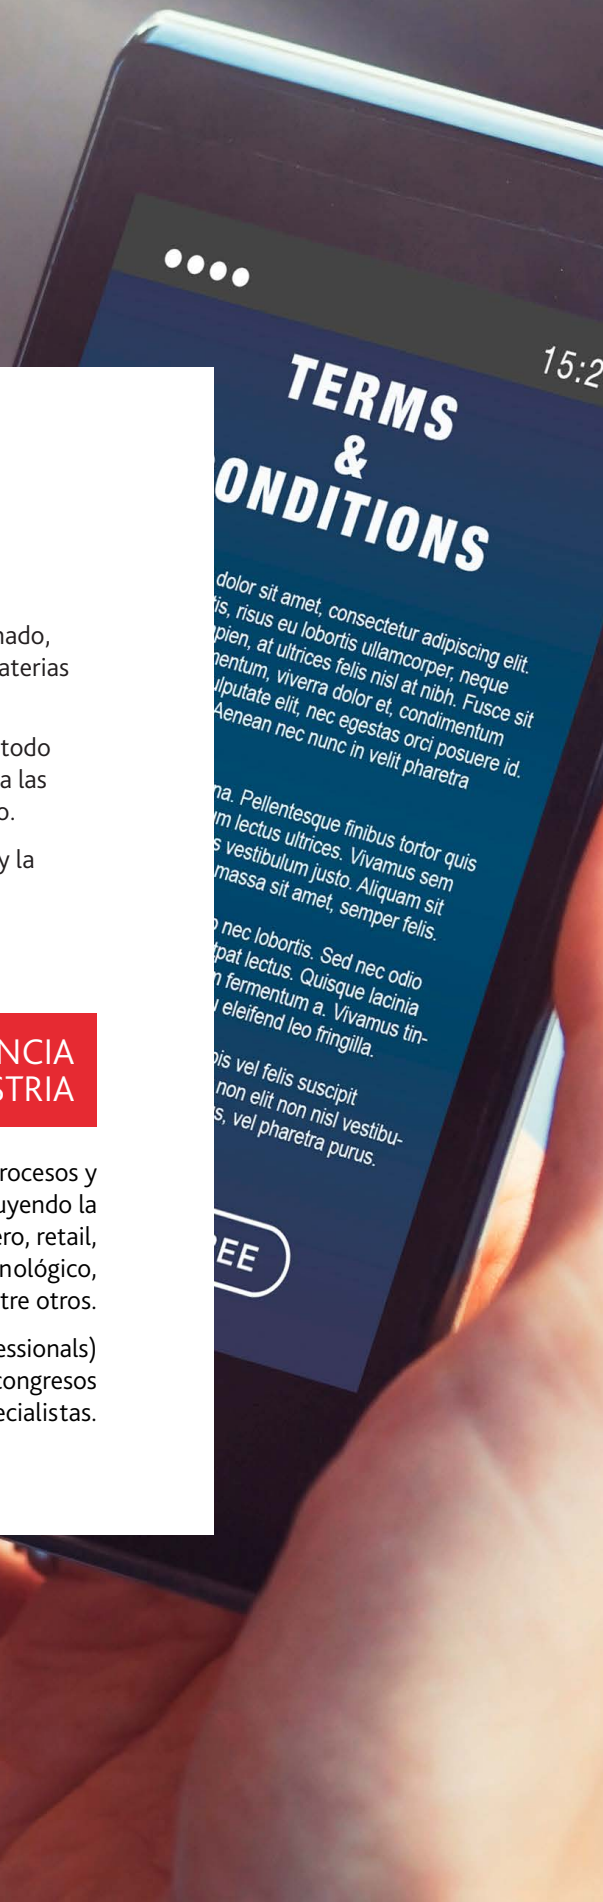 15:2
TERMS
&
ONDITIONS
dolor sit amet, consectetur adipiscing elit.
tis, risus eu lobortis ullamcorper, neque
pien, at ultrices felis nisl at nibh. Fusce sit
mentum, viverra dolor et, condimentum
ulputate elit, nec egestas orci posuere id.
Aenean nec nunc in velit pharetra
na. Pellentesque finibus tortor quis
um lectus ultrices. Vivamus sem
s vestibulum justo. Aliquam sit
massa sit amet, semper felis.
nec lobortis. Sed nec odio
tpat lectus. Quisque lacinia
fermentum a. Vivamus tin-
eleifend leo fringilla.
pis vel felis suscipit
non elit non nisl vestibu-
s, vel pharetra purus.
REE
nado,
aterias
todo
a las
o.
y la
NCIA
STRIA
rocesos y
uyendo la
ero, retail,
nológico,
tre otros.
essionals)
congresos
ecialistas.